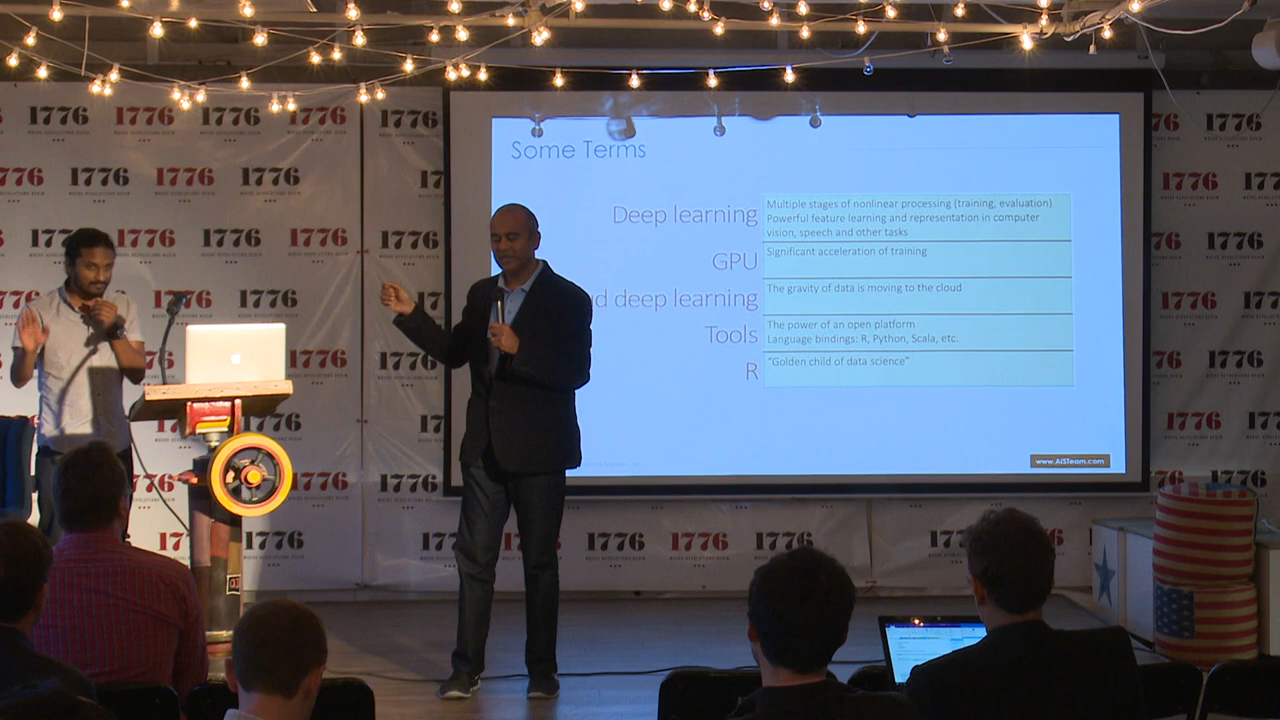 1776
WHERE REVOLUTIONS BEGIN
Some Terms
Deep learning
Multiple stages of nonlinear processing (training, evaluation)
Powerful feature learning and representation in computer
vision, speech and other tasks
GPU
Significant acceleration of training
deep learning
The gravity of data is moving to the cloud
Tools
The power of an open platform
Language bindings: R, Python, Scala, etc.
R
"Golden child of data science"
www.AISTeam.com